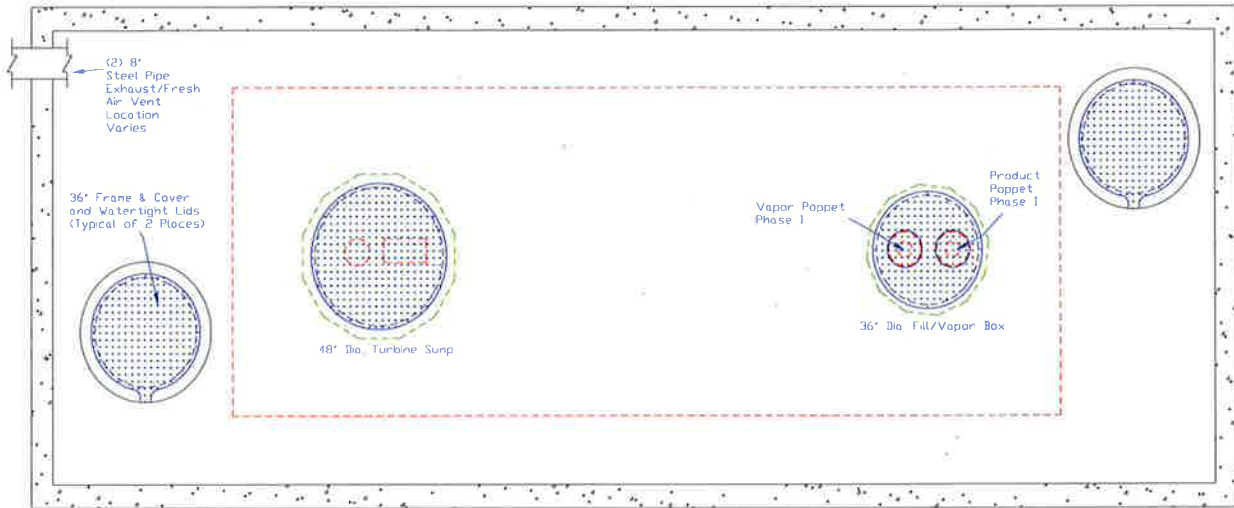 (2) 8"
Steel Pipe
Exhaust/Fresh
Air Vent
Location
Varies
36" Frame & Cover
and Watertight Lids
(Typical of 2 Places)
48" Dia. Turbine Sump
Vapor Poppet
Phase I
Product
Poppet
Phase I
36" Dia Fill/Vapor Box